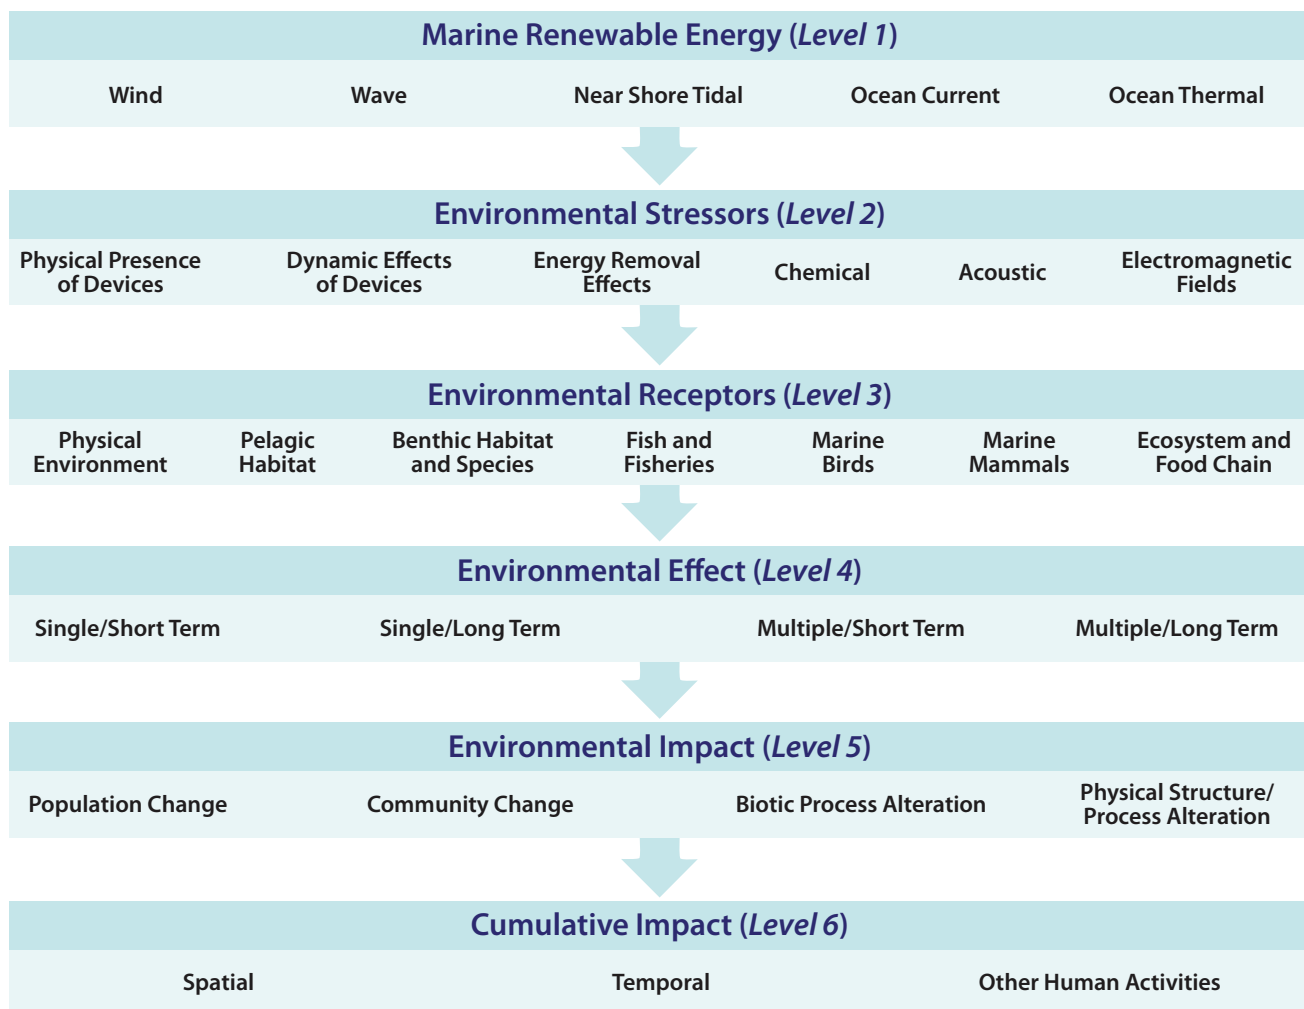 Marine Renewable Energy (Level 1)
Wind Wave Near Shore Tidal Ocean Current Ocean Thermal
Environmental Stressors (Level 2)
Physical Presence
of Devices
Dynamic Effects
of Devices
Energy Removal
Effects
Chemical
Acoustic
Electromagnetic
Fields
Environmental Receptors (Level 3)
Physical
Environment
Pelagic
Habitat
Benthic Habitat
and Species
Fish and
Fisheries
Marine
Birds
Marine
Mammals
Ecosystem and
Food Chain
Environmental Effect (Level 4)
Single/Short Term Single/Long Term Multiple/Short Term Multiple/Long Term
Environmental Impact (Level 5)
Population Change
Community Change
Biotic Process Alteration
Physical Structure/
Process Alteration
Cumulative Impact (Level 6)
Spatial Temporal Other Human Activities